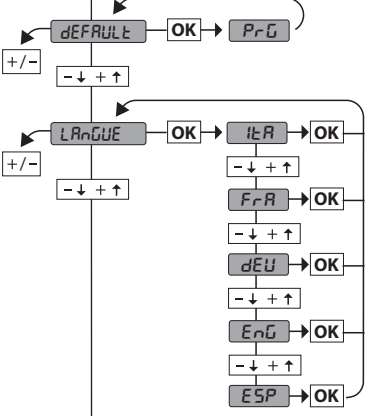 dEFAULt OK PrG
+/-
- ↓ + ↑
LAnGUE OK ItA OK
+/-
- ↓ + ↑
- ↓ + ↑
FrA OK
- ↓ + ↑
dEU OK
- ↓ + ↑
EnG OK
- ↓ + ↑
ESP OK